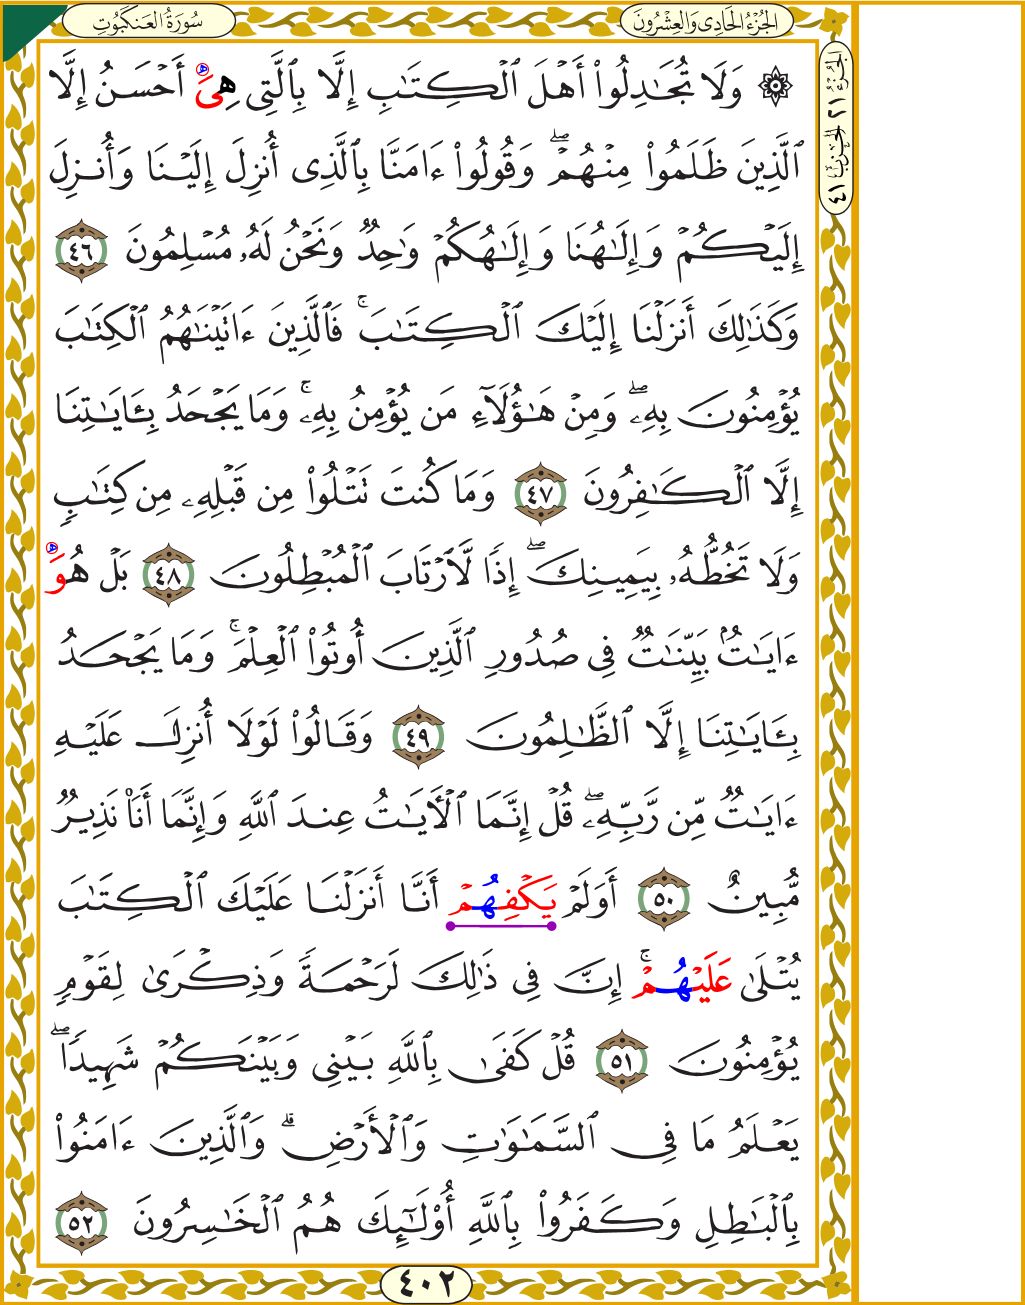 الجُزْءُ الحَادِى وَالعِشْرُونَ
سُورَةُ العَنكَبُوتِ
الجُزْءُ ٢١ الحِزْبُ ٤١
۞ وَلَا تُجَٰدِلُوٓا۟ أَهْلَ ٱلْكِتَٰبِ إِلَّا بِٱلَّتِى هِىَ أَحْسَنُ إِلَّا
ٱلَّذِينَ ظَلَمُوا۟ مِنْهُمْ ۖ وَقُولُوٓا۟ ءَامَنَّا بِٱلَّذِىٓ أُنزِلَ إِلَيْنَا وَأُنزِلَ
إِلَيْكُمْ وَإِلَٰهُنَا وَإِلَٰهُكُمْ وَٰحِدٌ وَنَحْنُ لَهُۥ مُسْلِمُونَ ٤٦
وَكَذَٰلِكَ أَنزَلْنَآ إِلَيْكَ ٱلْكِتَٰبَ ۚ فَٱلَّذِينَ ءَاتَيْنَٰهُمُ ٱلْكِتَٰبَ
يُؤْمِنُونَ بِهِۦ ۖ وَمِنْ هَٰٓؤُلَآءِ مَن يُؤْمِنُ بِهِۦ ۚ وَمَا يَجْحَدُ بِـَٔايَٰتِنَآ
إِلَّا ٱلْكَٰفِرُونَ ٤٧ وَمَا كُنتَ تَتْلُوا۟ مِن قَبْلِهِۦ مِن كِتَٰبٍ
وَلَا تَخُطُّهُۥ بِيَمِينِكَ ۖ إِذًا لَّٱرْتَابَ ٱلْمُبْطِلُونَ ٤٨ بَلْ هُوَ
ءَايَٰتٌۢ بَيِّنَٰتٌ فِى صُدُورِ ٱلَّذِينَ أُوتُوا۟ ٱلْعِلْمَ ۚ وَمَا يَجْحَدُ
بِـَٔايَٰتِنَآ إِلَّا ٱلظَّٰلِمُونَ ٤٩ وَقَالُوا۟ لَوْلَآ أُنزِلَ عَلَيْهِ
ءَايَٰتٌ مِّن رَّبِّهِۦ ۖ قُلْ إِنَّمَا ٱلْـَٔايَٰتُ عِندَ ٱللَّهِ وَإِنَّمَآ أَنَا۠ نَذِيرٌ
مُّبِينٌ ٥٠ أَوَلَمْ يَكْفِهُمْ أَنَّآ أَنزَلْنَا عَلَيْكَ ٱلْكِتَٰبَ
يُتْلَىٰ عَلَيْهُمْ ۚ إِنَّ فِى ذَٰلِكَ لَرَحْمَةً وَذِكْرَىٰ لِقَوْمٍ
يُؤْمِنُونَ ٥١ قُلْ كَفَىٰ بِٱللَّهِ بَيْنِى وَبَيْنَكُمْ شَهِيدًا ۖ
يَعْلَمُ مَا فِى ٱلسَّمَٰوَٰتِ وَٱلْأَرْضِ ۗ وَٱلَّذِينَ ءَامَنُوا۟
بِٱلْبَٰطِلِ وَكَفَرُوا۟ بِٱللَّهِ أُو۟لَٰٓئِكَ هُمُ ٱلْخَٰسِرُونَ ٥٢
٤٠٢